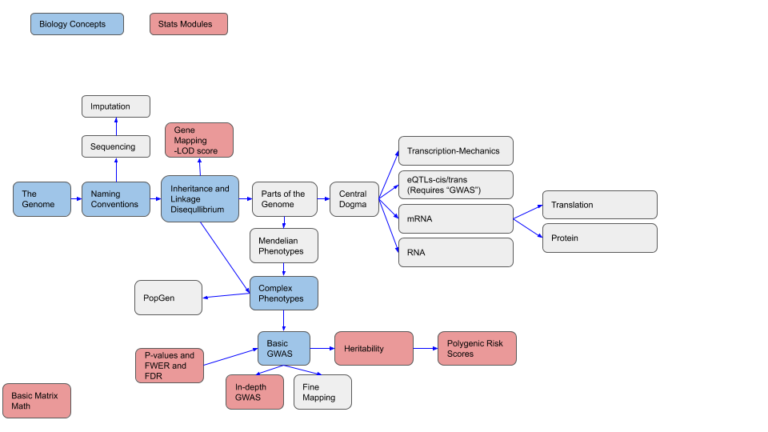 Biology Concepts
Stats Modules
Imputation
Sequencing
Gene
Mapping
-LOD score
Transcription-Mechanics
eQTLs-cis/trans
(Requires “GWAS”)
The
Genome
Naming
Conventions
Inheritance and
Linkage
Disequllibrium
Parts of the
Genome
Central
Dogma
mRNA
Translation
Protein
RNA
Mendelian
Phenotypes
PopGen
Complex
Phenotypes
P-values and
FWER and
FDR
Basic
GWAS
Heritability
Polygenic Risk
Scores
In-depth
GWAS
Fine
Mapping
Basic Matrix
Math